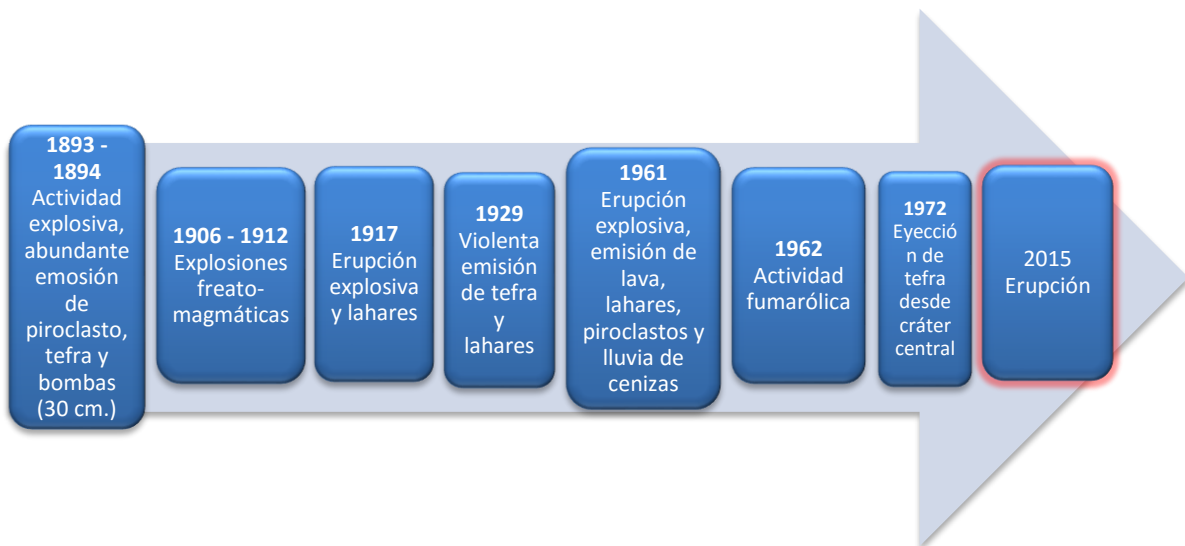 1893 -
1894
Actividad
explosiva,
abundante
emosión
de
piroclasto,
tefra y
bombas
(30 cm.)
1906 - 1912
Explosiones
freato-
magmáticas
1917
Erupción
explosiva
y lahares
1929
Violenta
emisión
de tefra
y
lahares
1961
Erupción
explosiva,
emisión de
lava,
lahares,
piroclastos y
lluvia de
cenizas
1962
Actividad
fumarólica
1972
Eyecció
n de
tefra
desde
cráter
central
2015
Erupción